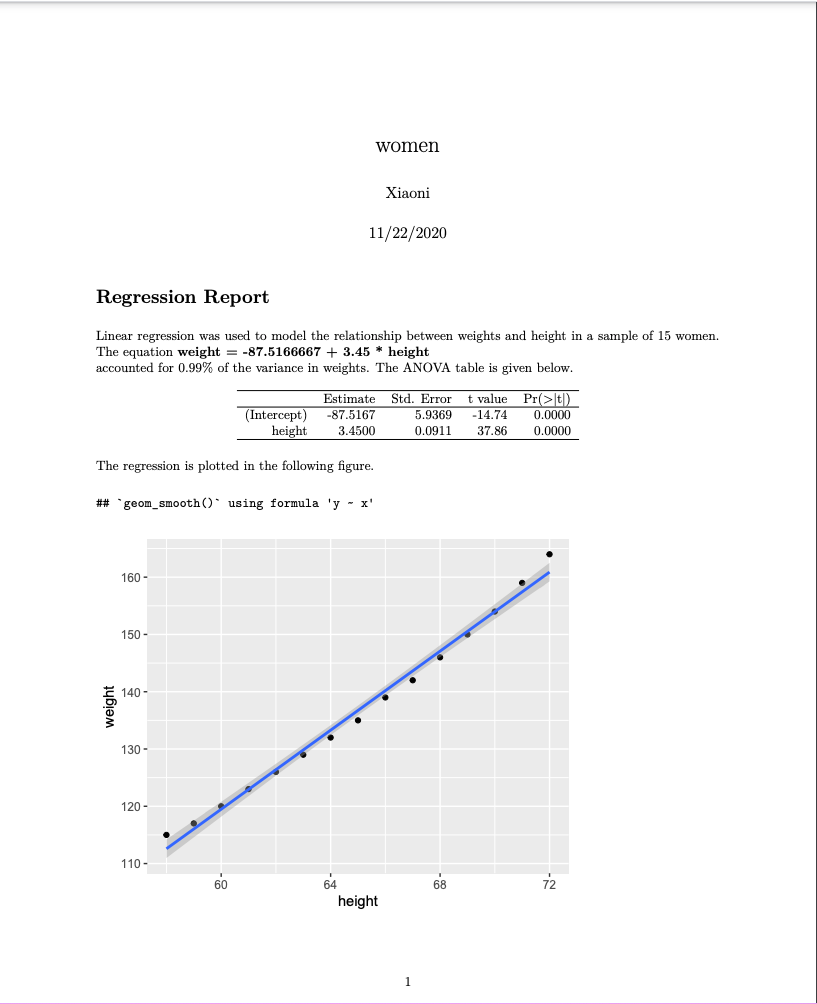 women
Xiaoni
11/22/2020
Regression Report
Linear regression was used to model the relationship between weights and height in a sample of 15 women.
The equation weight = -87.5166667 + 3.45 * height
accounted for 0.99% of the variance in weights. The ANOVA table is given below.
Estimate Std. Error t value Pr(>|t|)
(Intercept) -87.5167 5.9369 -14.74 0.0000
height 3.4500 0.0911 37.86 0.0000
The regression is plotted in the following figure.
## `geom_smooth()` using formula 'y ~ x'
160
150
140
weight
130
120
110
60 64 68 72
height
1